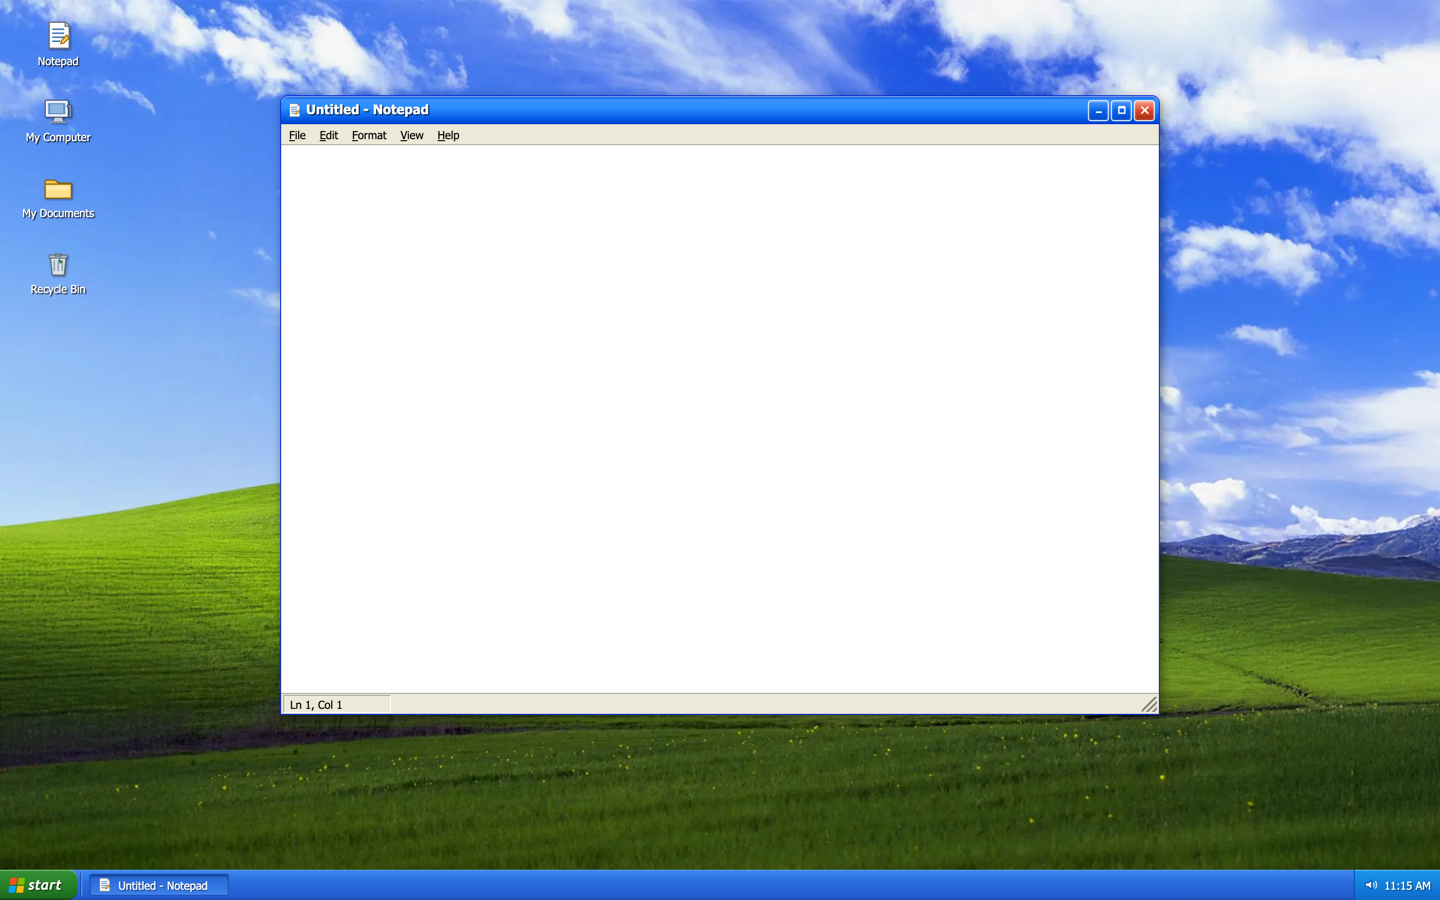 Notepad
My Computer
My Documents
Recycle Bin
Untitled - Notepad
File Edit Format View Help
Ln 1, Col 1
start
Untitled - Notepad
11:15 AM